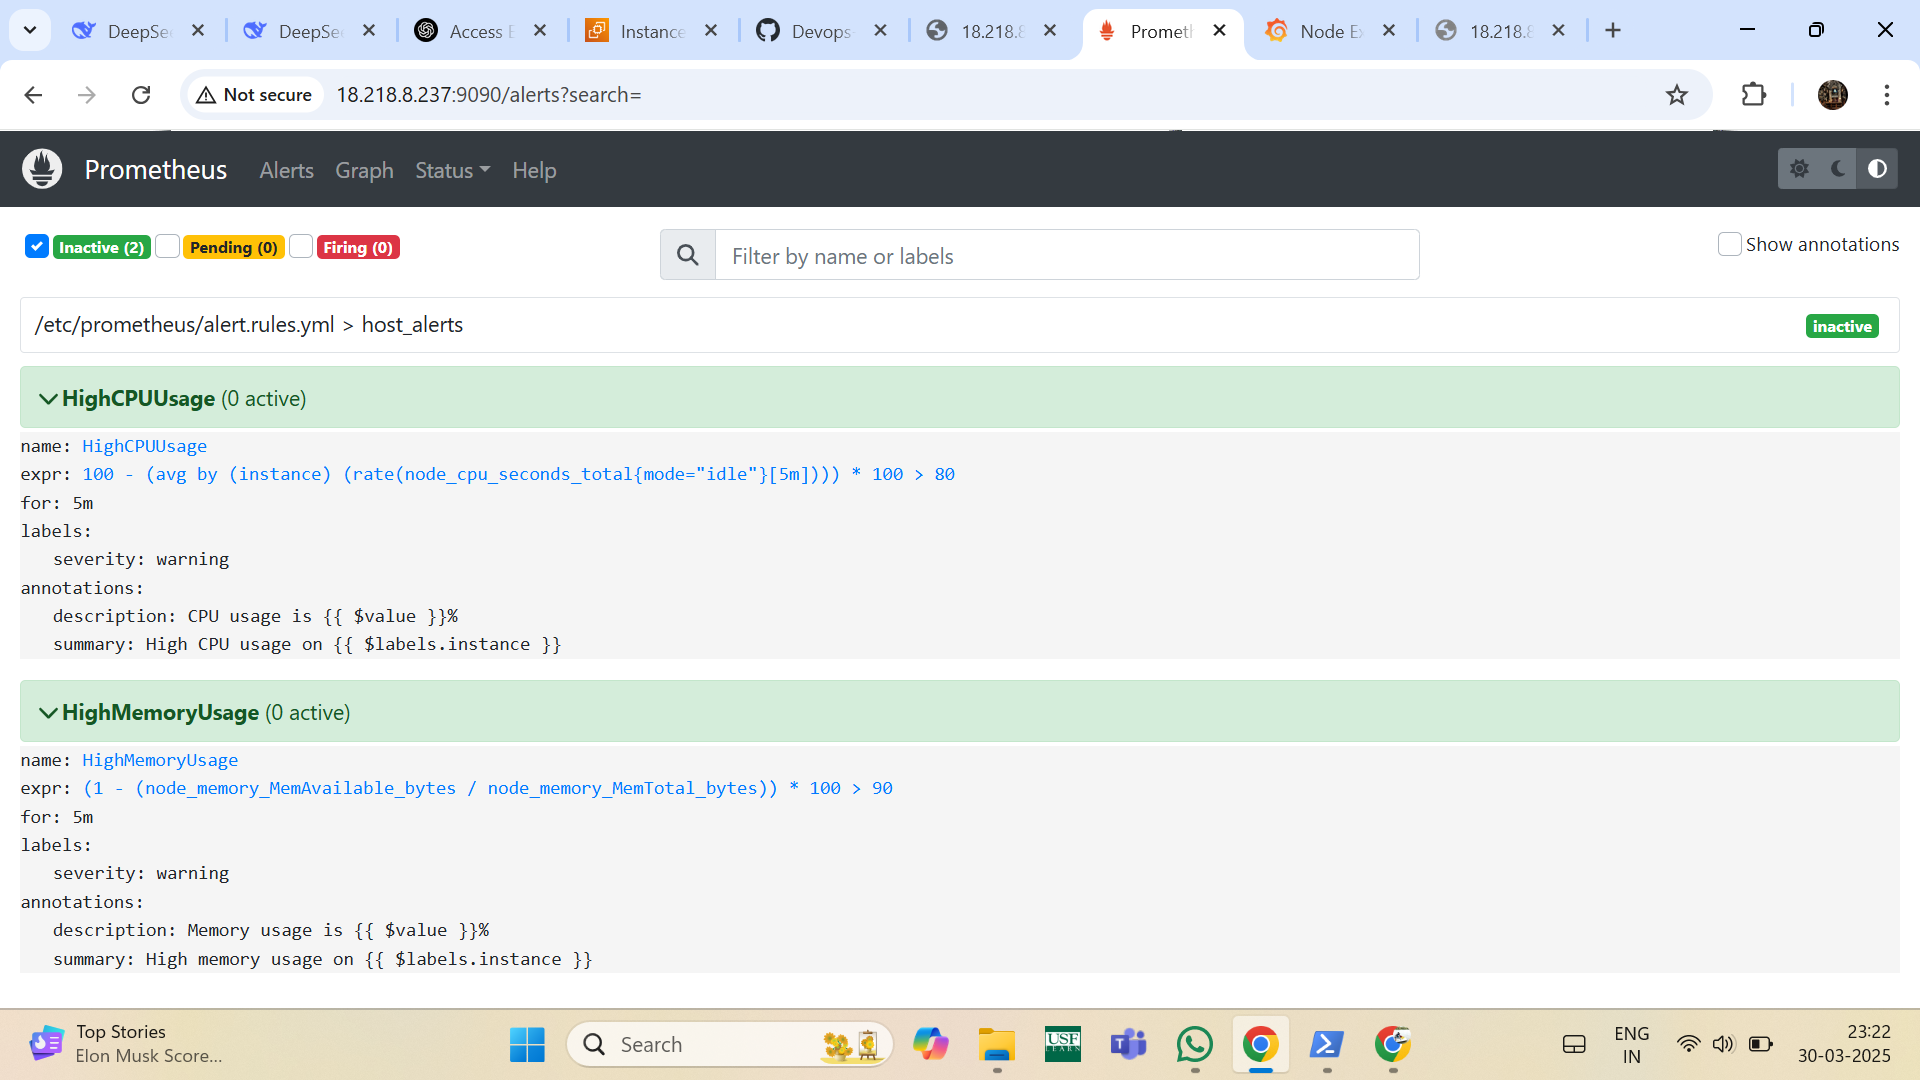 DeepSee
DeepSee
Access E
Instance
Devops-
18.218.8
Prometh
Node Ex
18.218.8
Not secure
18.218.8.237:9090/alerts?search=
Prometheus
Alerts
Graph
Status
Help
Inactive (2)
Pending (0)
Firing (0)
Filter by name or labels
Show annotations
/etc/prometheus/alert.rules.yml > host_alerts
inactive
HighCPUUsage (0 active)
name: HighCPUUsage
expr: 100 - (avg by (instance) (rate(node_cpu_seconds_total{mode="idle"}[5m]))) * 100 > 80
for: 5m
labels:
severity: warning
annotations:
description: CPU usage is {{ $value }}%
summary: High CPU usage on {{ $labels.instance }}
HighMemoryUsage (0 active)
name: HighMemoryUsage
expr: (1 - (node_memory_MemAvailable_bytes / node_memory_MemTotal_bytes)) * 100 > 90
for: 5m
labels:
severity: warning
annotations:
description: Memory usage is {{ $value }}%
summary: High memory usage on {{ $labels.instance }}
Top Stories
Elon Musk Score...
Search
USF
LEARN
ENG
IN
23:22
30-03-2025